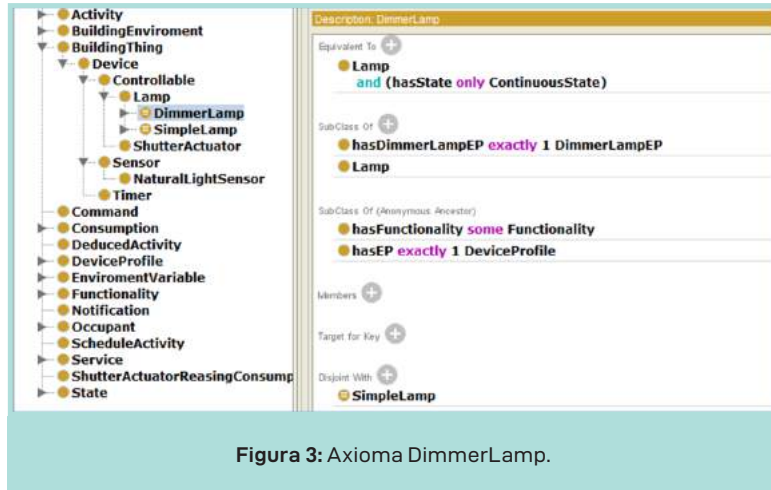 Activity
BuildingEnviroment
BuildingThing
Device
Controllable
Lamp
DimmerLamp
SimpleLamp
ShutterActuator
Sensor
NaturalLightSensor
Timer
Command
Consumption
DeducedActivity
DeviceProfile
EnviromentVariable
Functionality
Notification
Occupant
ScheduleActivity
Service
ShutterActuatorReasingConsump
State
Description: DimmerLamp
Equivalent To
Lamp
and (hasState only ContinuousState)
SubClass Of
hasDimmerLampEP exactly 1 DimmerLampEP
Lamp
SubClass Of (Anonymous Ancestor)
hasFunctionality some Functionality
hasEP exactly 1 DeviceProfile
Members
Target for Key
Disjoint With
SimpleLamp
Figura 3: Axioma DimmerLamp.